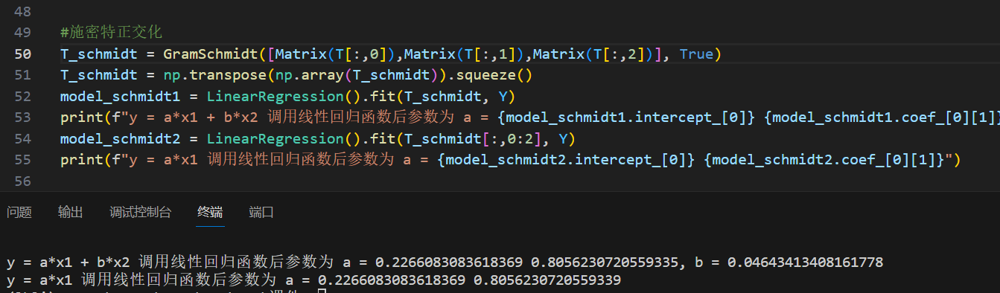 48
49 #施密特正交化
50 T_schmidt = GramSchmidt([Matrix(T[:,0]),Matrix(T[:,1]),Matrix(T[:,2])], True)
51 T_schmidt = np.transpose(np.array(T_schmidt)).squeeze()
52 model_schmidt1 = LinearRegression().fit(T_schmidt, Y)
53 print(f"y = a*x1 + b*x2 调用线性回归函数后参数为 a = {model_schmidt1.intercept_[0]} {model_schmidt1.coef_[0][1]}
54 model_schmidt2 = LinearRegression().fit(T_schmidt[:,0:2], Y)
55 print(f"y = a*x1 调用线性回归函数后参数为 a = {model_schmidt2.intercept_[0]} {model_schmidt2.coef_[0][1]}")
56
问题 输出 调试控制台 终端 端口
y = a*x1 + b*x2 调用线性回归函数后参数为 a = 0.2266083083618369 0.8056230720559335, b = 0.04643413408161778
y = a*x1 调用线性回归函数后参数为 a = 0.2266083083618369 0.8056230720559339